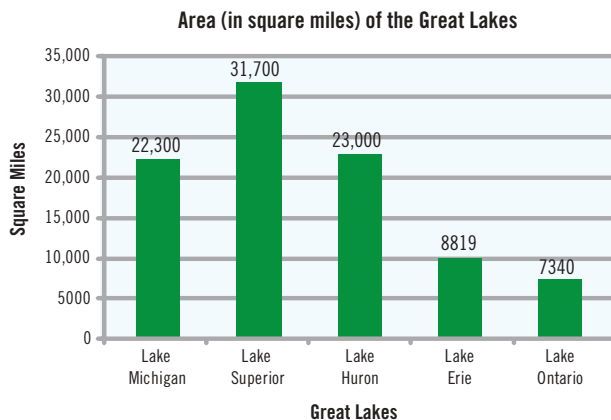 Area (in square miles) of the Great Lakes
35,000
30,000
25,000
20,000
15,000
10,000
5000
0
Square Miles
22,300
31,700
23,000
8819
7340
Lake Michigan
Lake Superior
Lake Huron
Lake Erie
Lake Ontario
Great Lakes